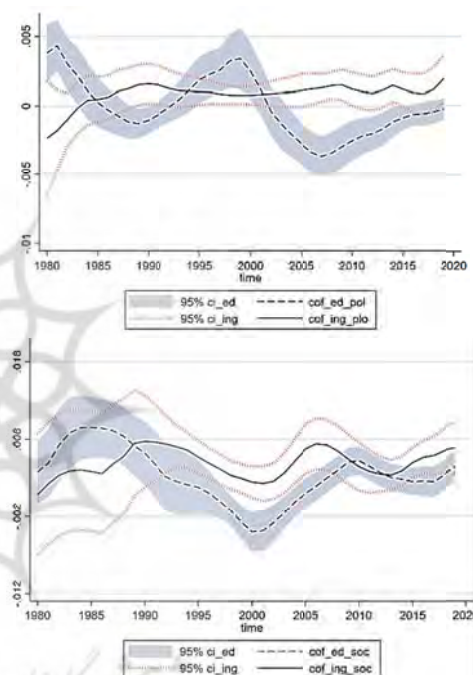 .005
0
-.005
-.01
1980 1985 1990 1995 2000 2005 2010 2015 2020
time
95% ci_ed cof_ed_pol
95% ci_ing cof_ing_plo
.018
.008
-.002
-.012
1980 1985 1990 1995 2000 2005 2010 2015 2020
time
95% ci_ed cof_ed_soc
95% ci_ing cof_ing_soc